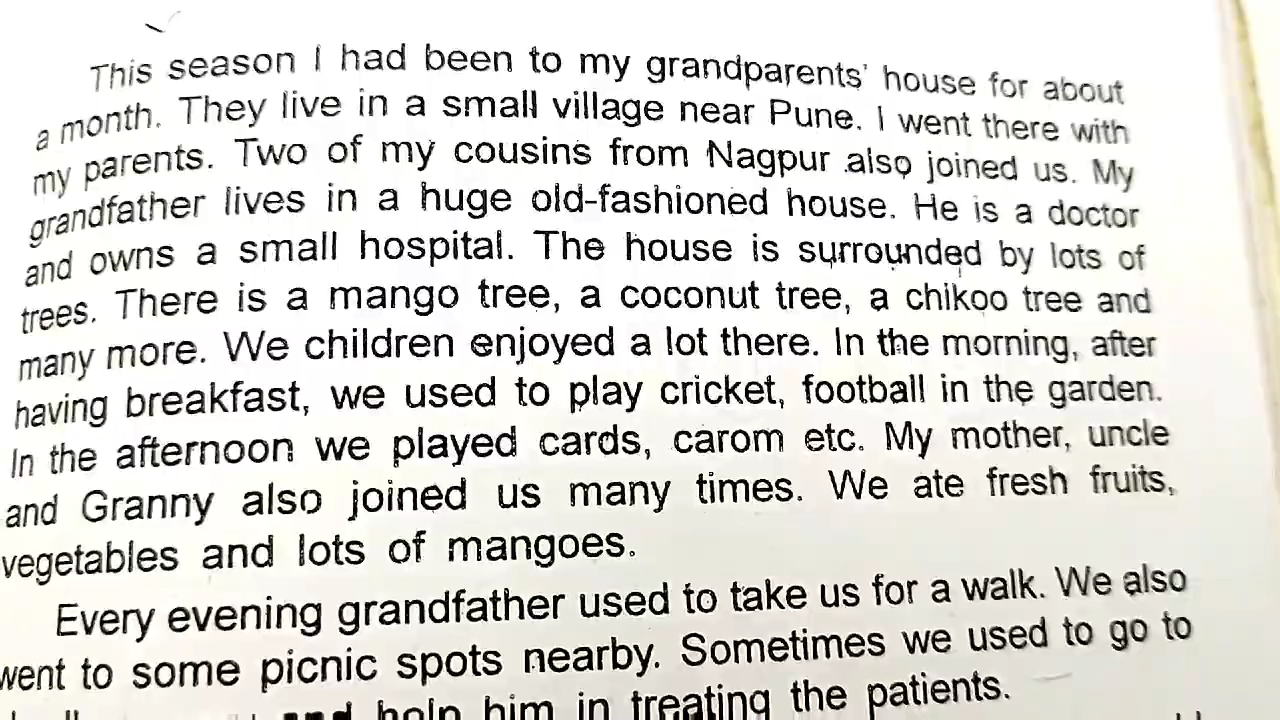 This season I had been to my grandparents' house for about
a month. They live in a small village near Pune. I went there with
my parents. Two of my cousins from Nagpur also joined us. My
grandfather lives in a huge old-fashioned house. He is a doctor
and owns a small hospital. The house is surrounded by lots of
trees. There is a mango tree, a coconut tree, a chikoo tree and
many more. We children enjoyed a lot there. In the morning, after
having breakfast, we used to play cricket, football in the garden.
In the afternoon we played cards, carom etc. My mother, uncle
and Granny also joined us many times. We ate fresh fruits,
vegetables and lots of mangoes.
Every evening grandfather used to take us for a walk. We also
went to some picnic spots nearby. Sometimes we used to go to
and help him in treating the patients.